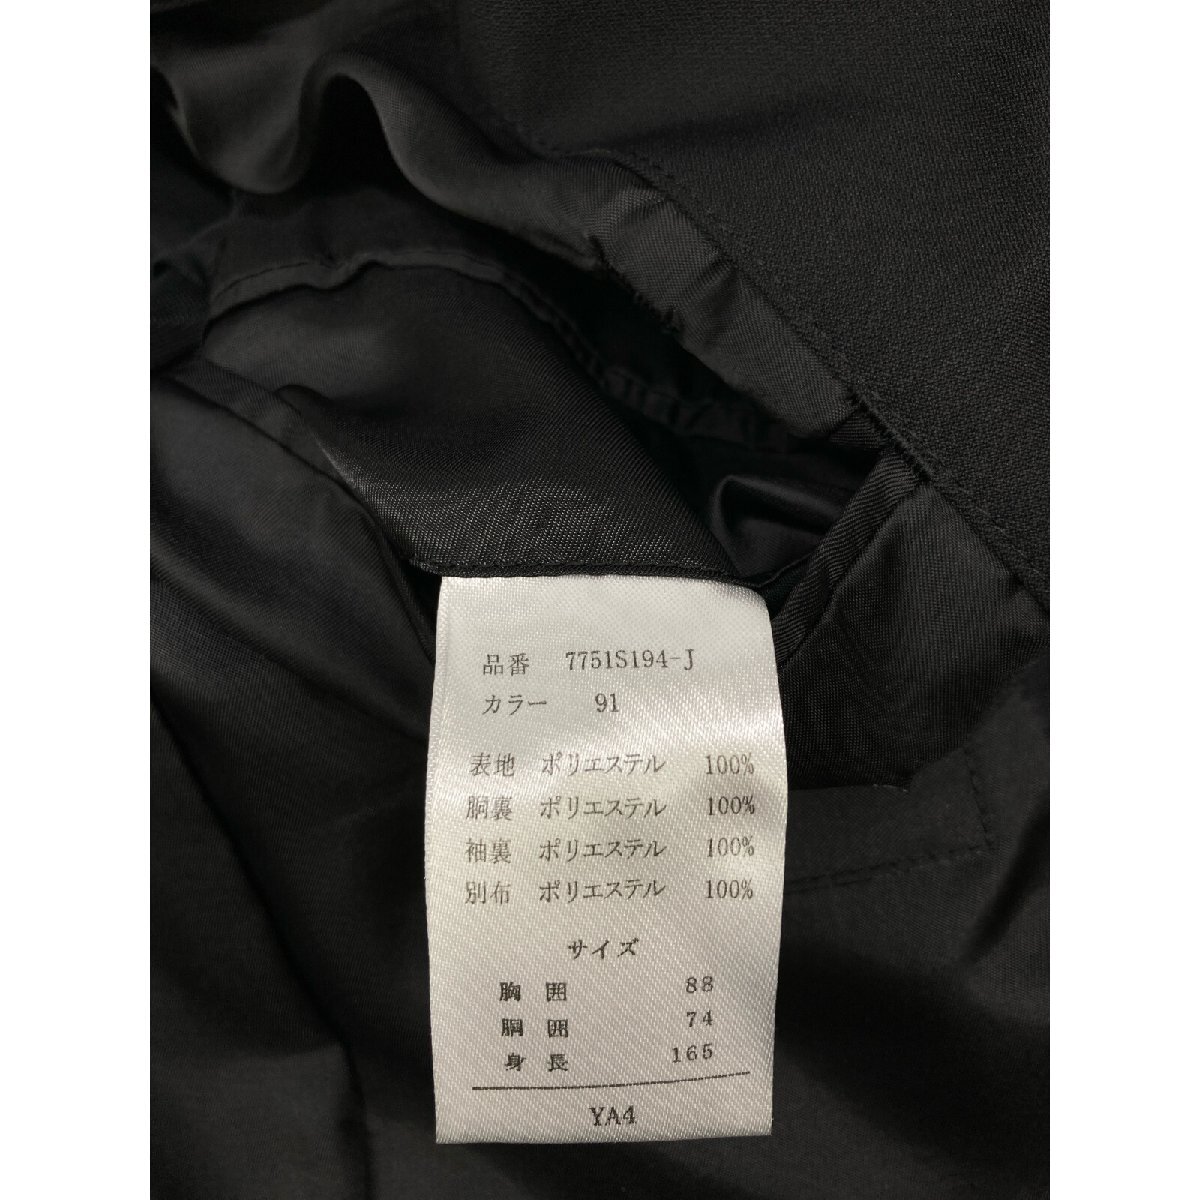 品番 7751S194-J
カラー 91
表地 ポリエステル 100%
胴裏 ポリエステル 100%
袖裏 ポリエステル 100%
別布 ポリエステル 100%
サイズ
胸囲 88
胴囲 74
身長 165
YA4